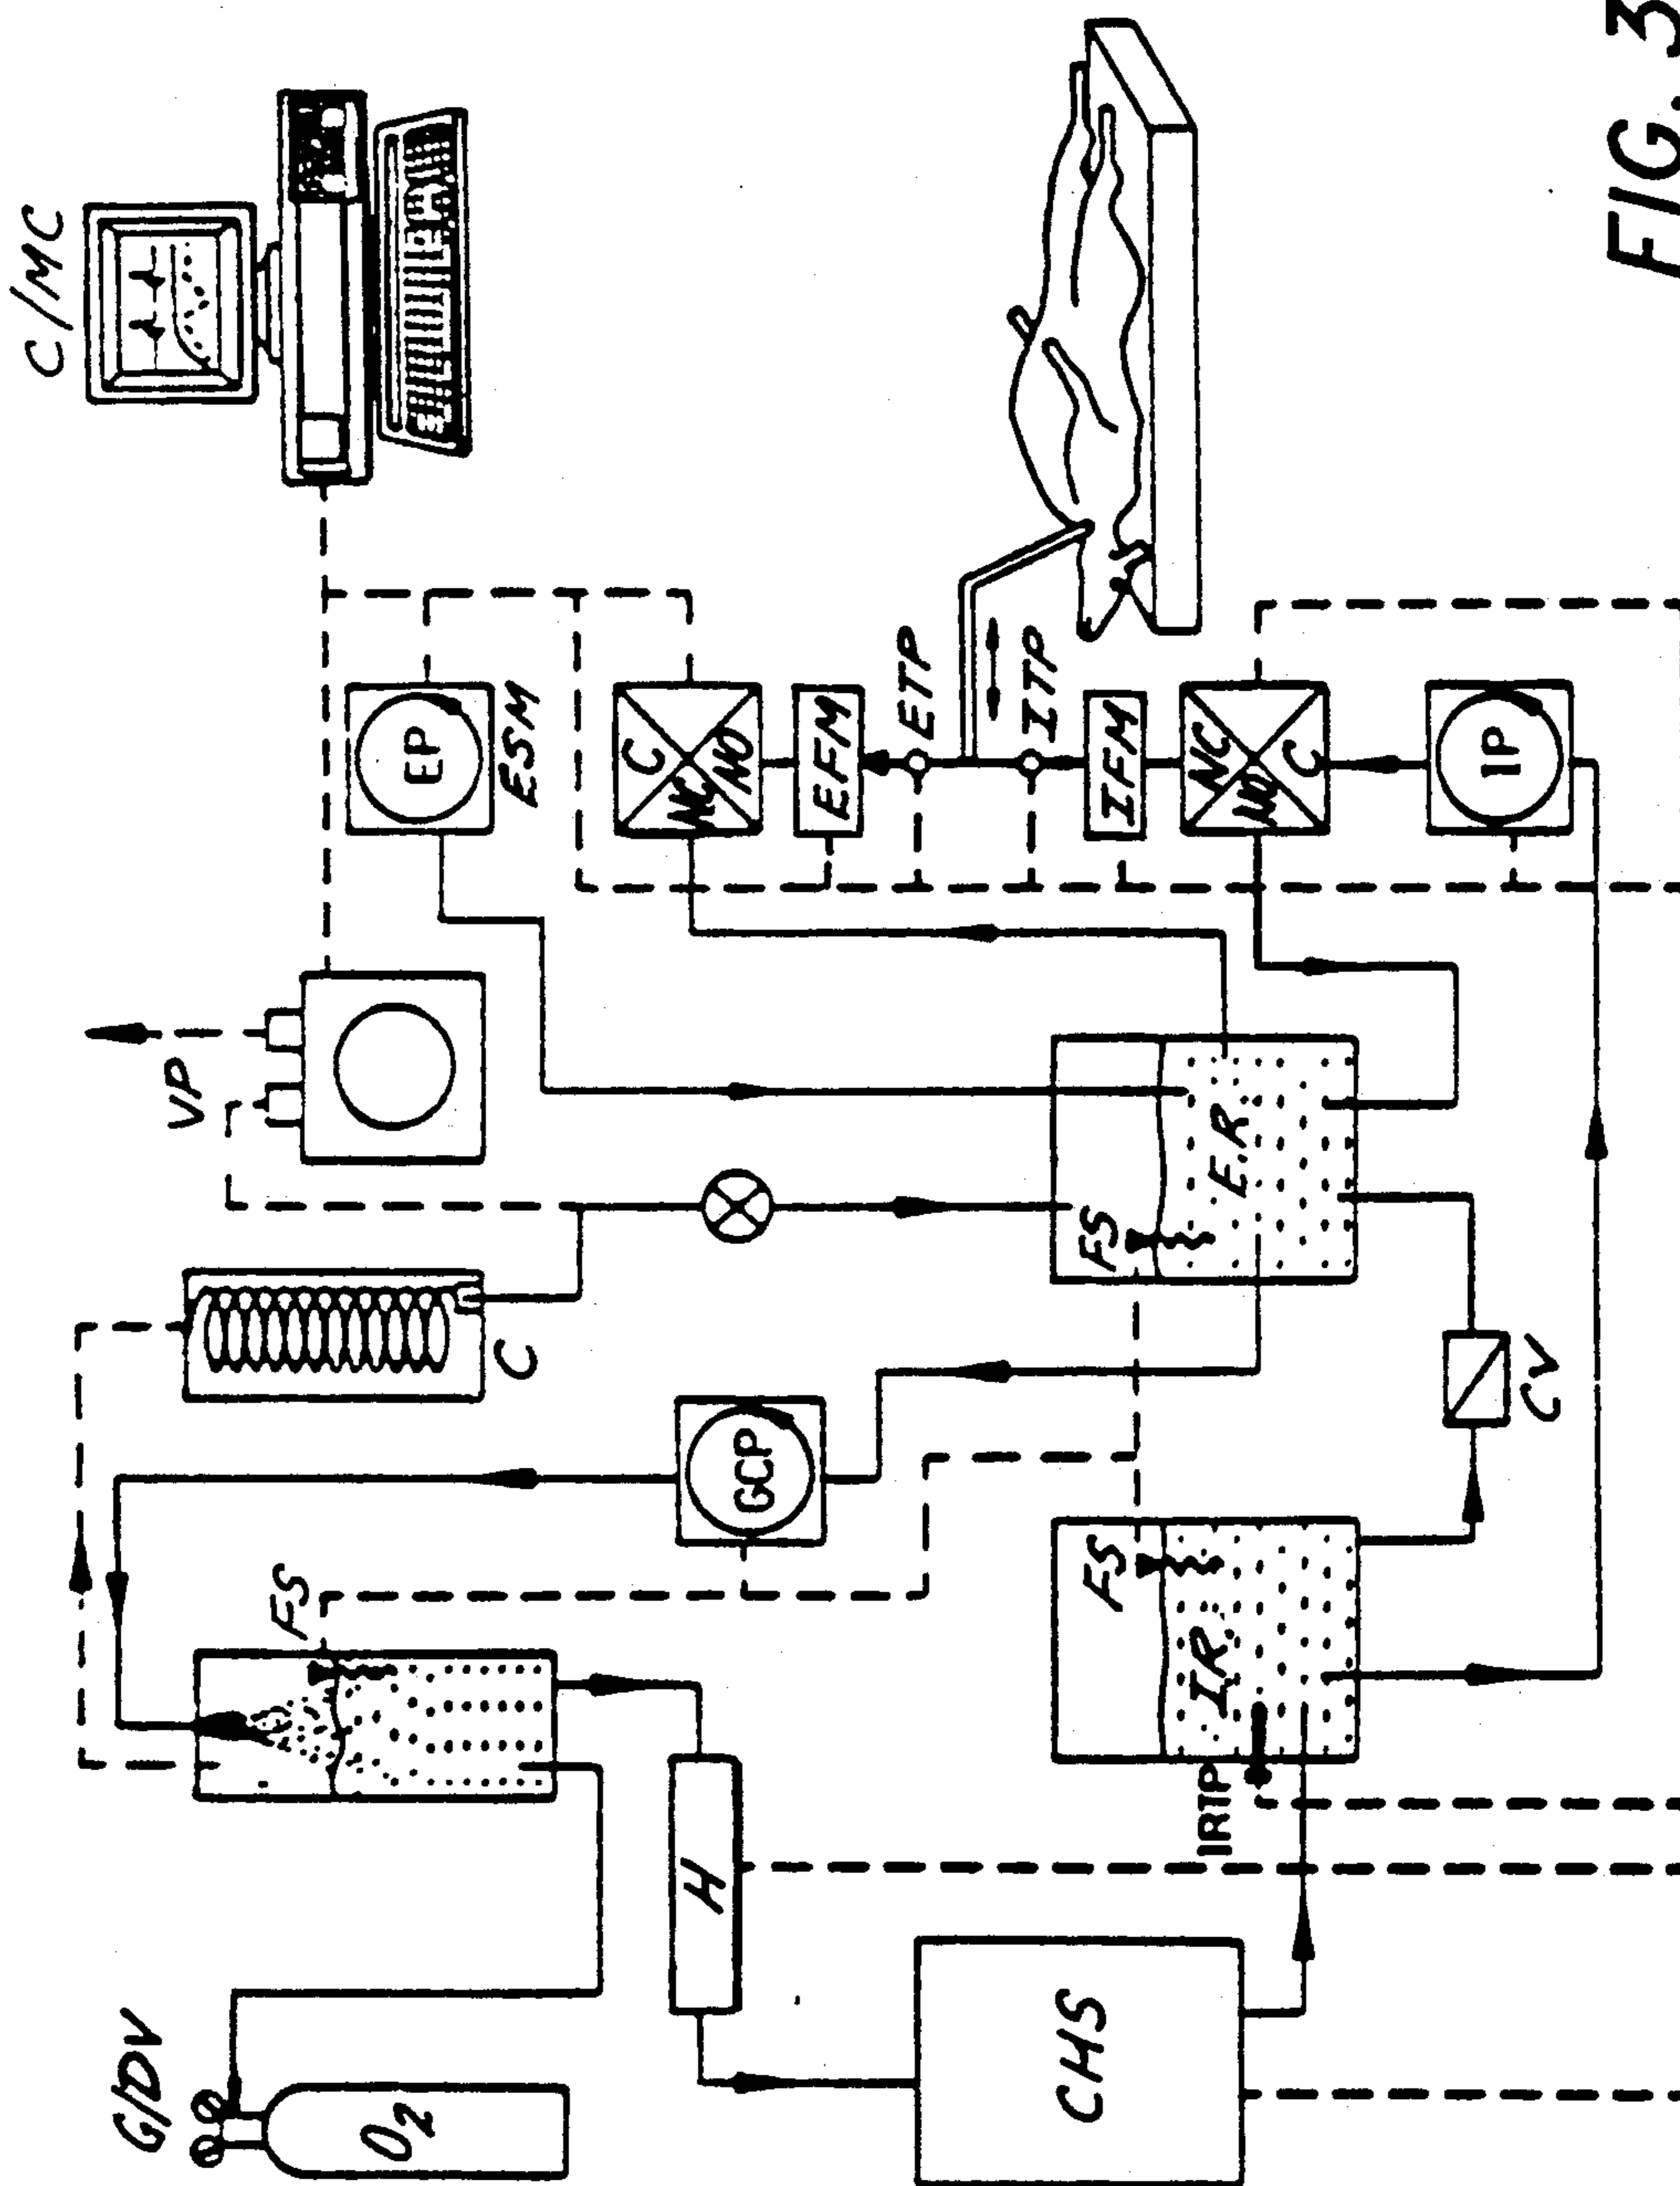 G/DV
O2
H
CHS
FS
IRTP
I.R.
FS
GCP
C
CV
FS
E.R.
VP
EP
ESM
C
NC
NO
EFM
ETP
ITP
IFM
NC
NO
C
IP
C/MC
FIG. 3